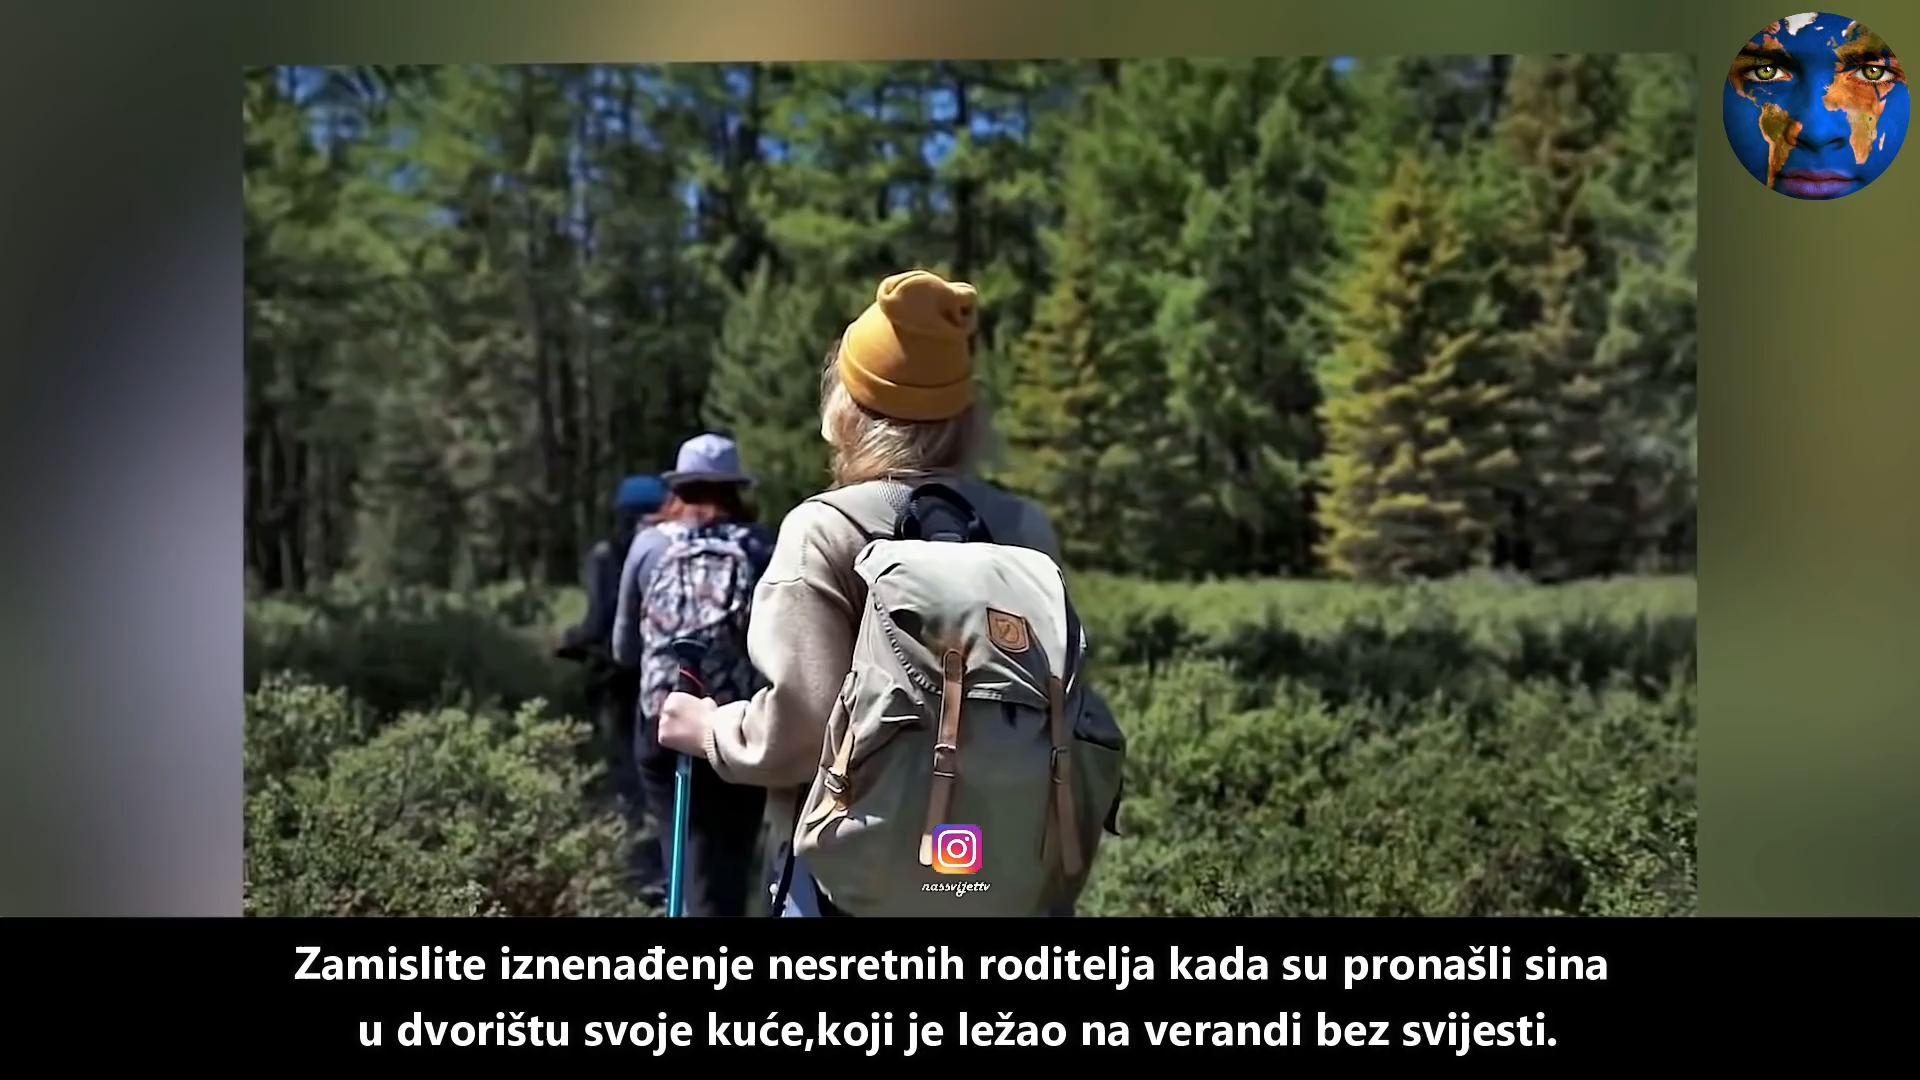 nassvijettv
Zamislite iznenađenje nesretnih roditelja kada su pronašli sina
u dvorištu svoje kuće,koji je ležao na verandi bez svijesti.